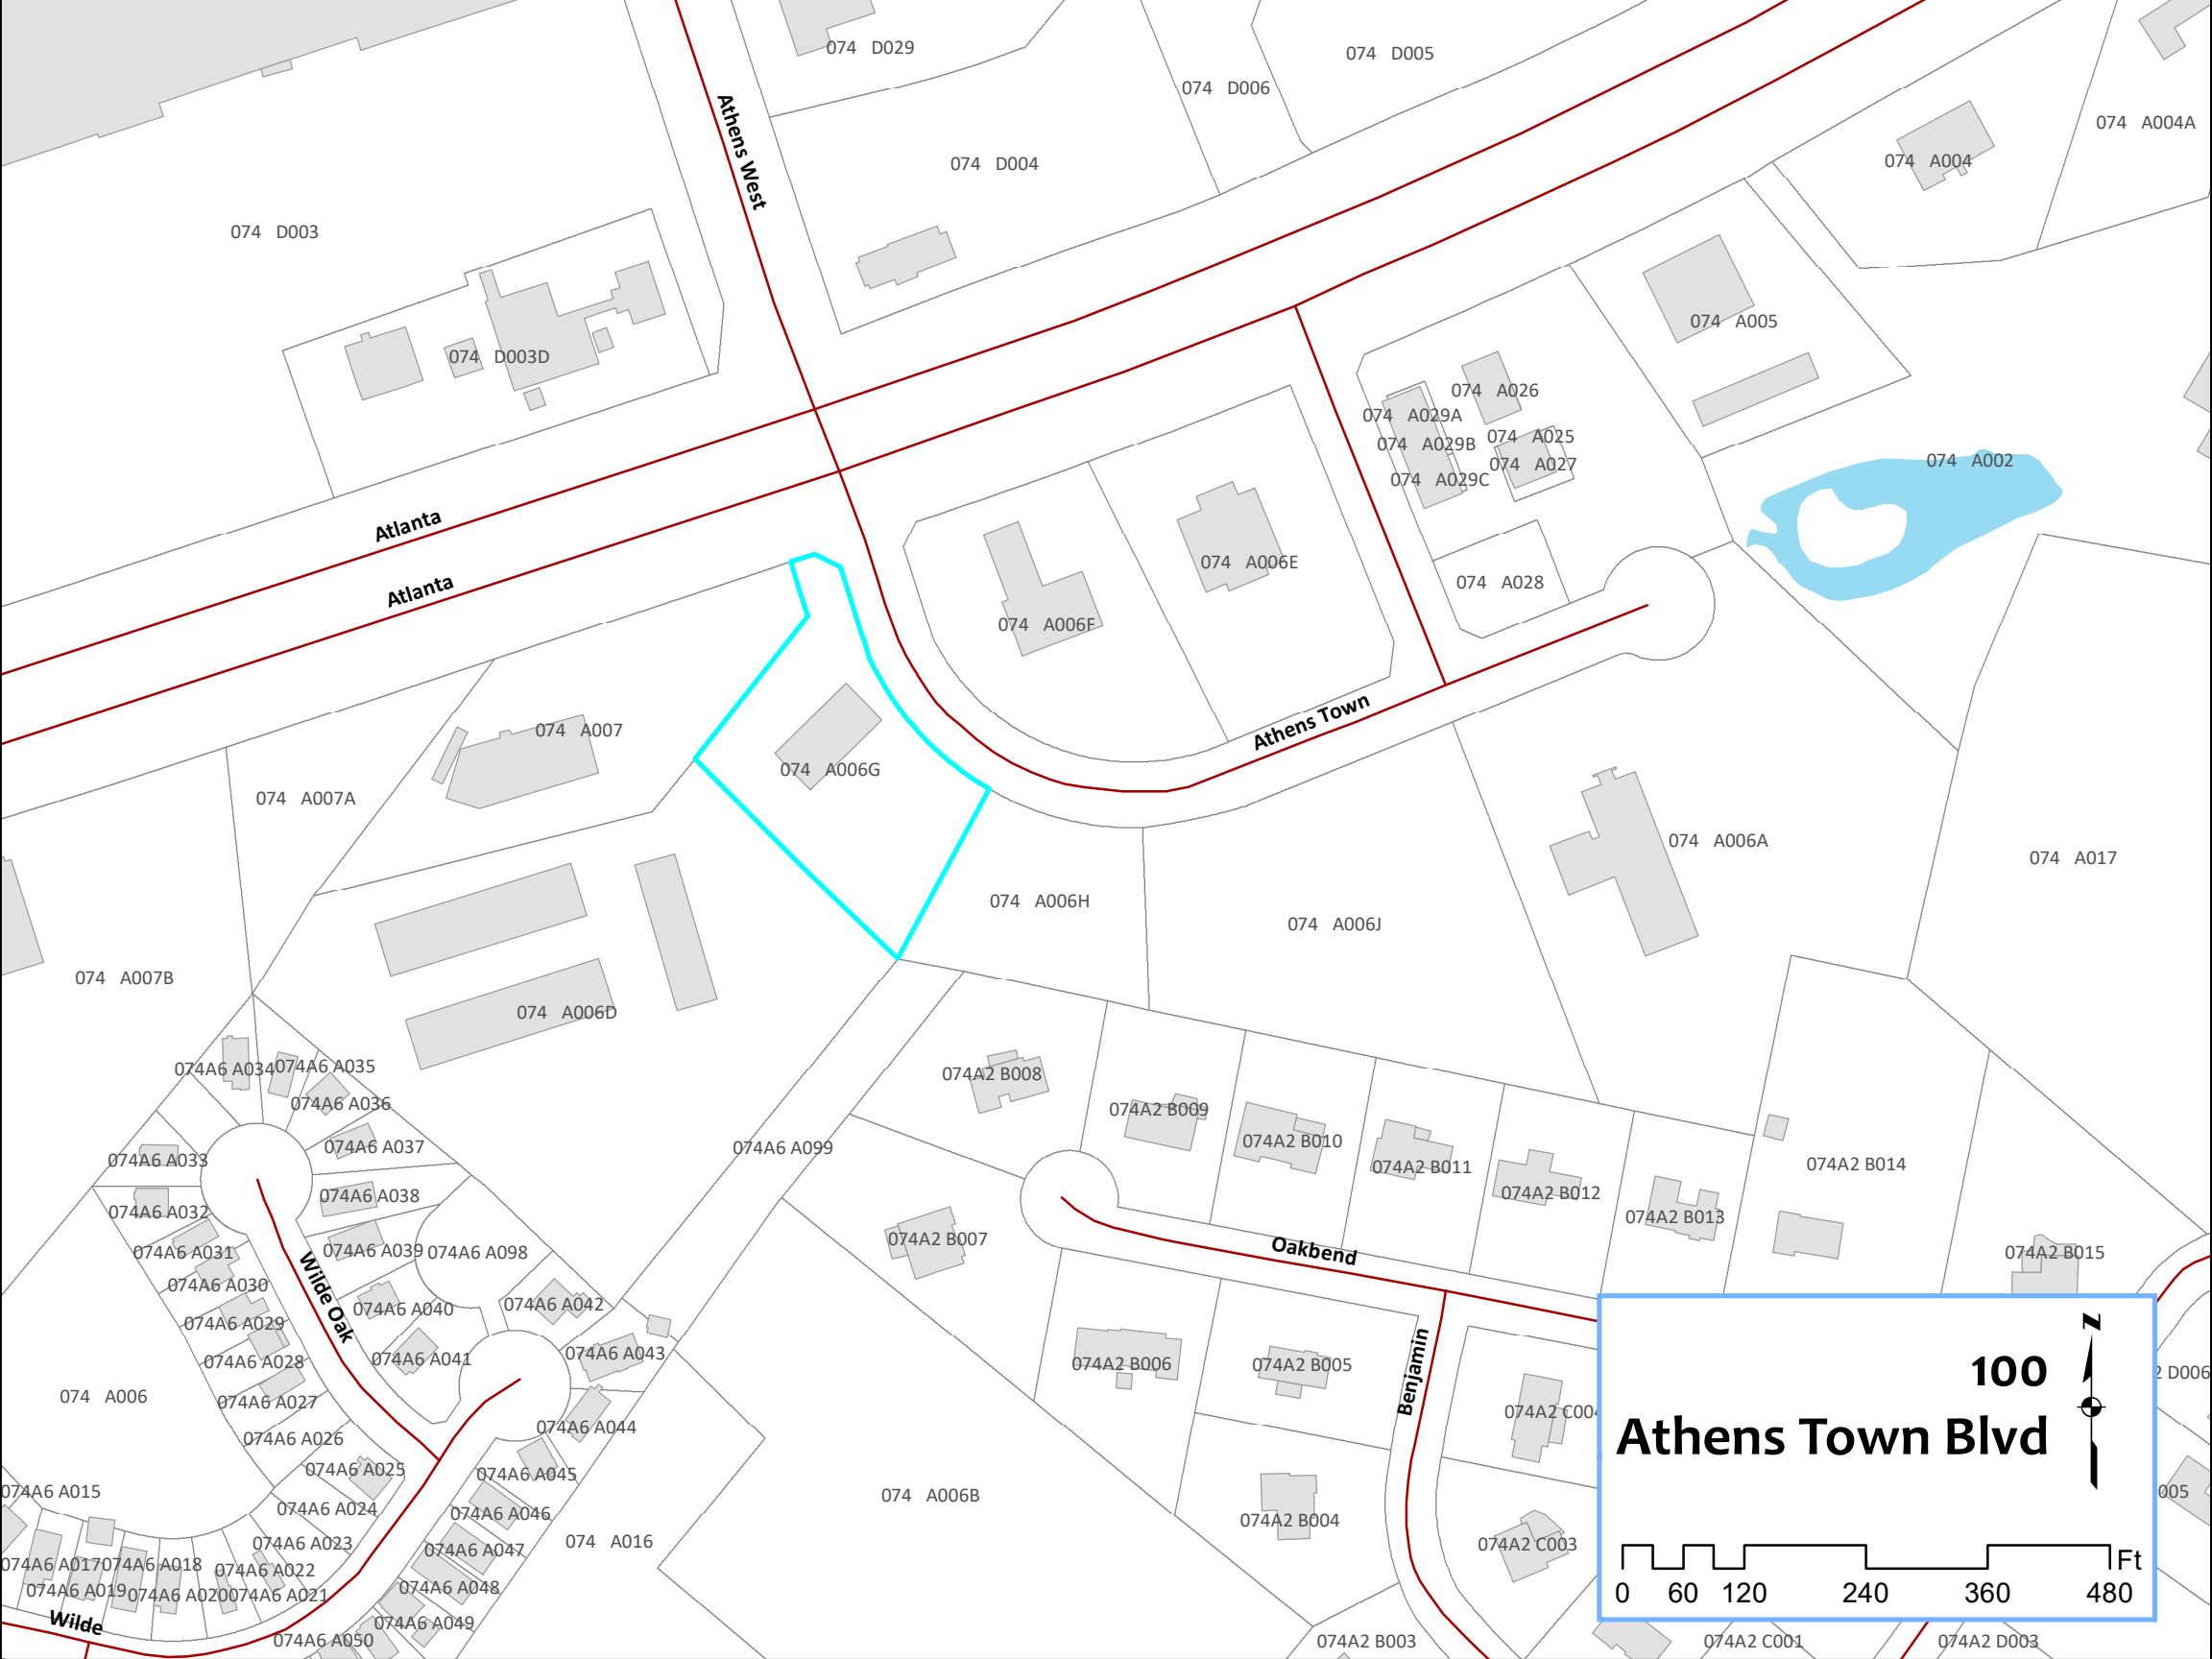 074 D029
074 D005
074 D006
Athens West
074 A004A
074 D004
074 A004
074 D003
074 A005
074 D003D
074 A026
074 A029A
074 A025
074 A029B
074 A002
074 A027
074 A029C
Atlanta
074 A006E
074 A028
Atlanta
074 A006F
Athens Town
074 A007
074 A006G
074 A007A
074 A006A
074 A017
074 A006H
074 A006J
074 A007B
074 A006D
074A6 A034
074A6 A035
074A2 B008
074A6 A036
074A2 B009
074A6 A037
074A2 B010
074A6 A099
074A6 A033
074A2 B011
074A2 B014
074A6 A038
074A2 B012
074A6 A032
074A2 B013
074A2 B007
074A6 A031
074A6 A039
074A6 A098
Oakbend
074A2 B015
074A6 A030
Wilde Oak
074A6 A042
074A6 A040
074A6 A029
074A6 A043
074A6 A028
074A6 A041
074A2 B006
074A2 B005
Benjamin
2 D006
100
Athens Town Blvd
N
074 A006
074A6 A027
074A2 C004
074A6 A044
074A6 A026
074A6 A025
074A6 A045
074A6 A015
074 A006B
005
074A6 A024
074A6 A046
074A2 B004
074A6 A023
074 A016
074A2 C003
074A6 A047
Ft
074A6 A017
074A6 A018
074A6 A022
074A6 A048
074A6 A019
074A6 A020
074A6 A021
0 60 120 240 360 480
Wilde
074A6 A049
074A6 A050
074A2 B003
074A2 C001
074A2 D003